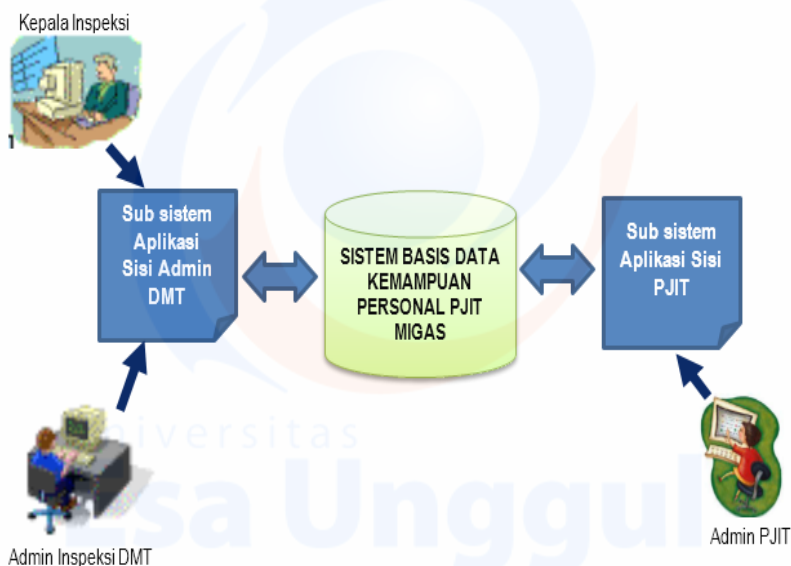 Kepala Inspeksi
1
Sub sistem
Aplikasi
Sisi Admin
DMT
SISTEM BASIS DATA
KEMAMPUAN
PERSONAL PJIT
MIGAS
Sub sistem
Aplikasi Sisi
PJIT
Universitas
Esa Unggul
Admin PJIT
Admin Inspeksi DMT